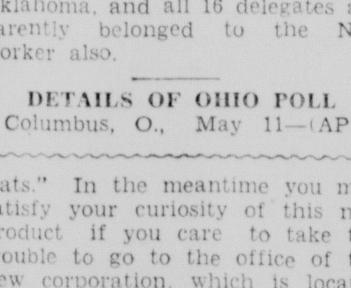 klahoma, and all 16 delegates
arently belonged to the N
orker also.
DETAILS OF OHIO POLL
Columbus, O., May 11—(AP
ats." In the meantime you m
atisfy your curiosity of this n
roduct if you care to take t
rouble to go to the office of t
ew corporation, which is loca